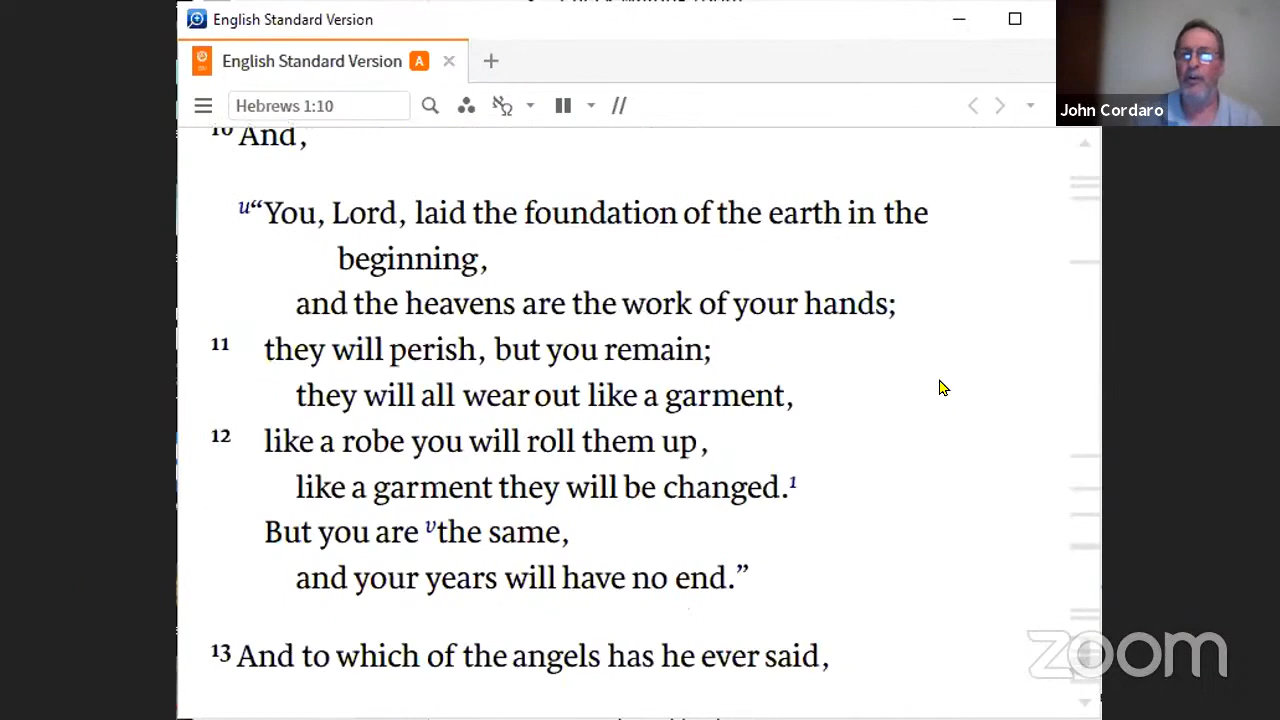 English Standard Version
English Standard Version A
Hebrews 1:10
John Cordaro
10 And,
u“You, Lord, laid the foundation of the earth in the
beginning,
and the heavens are the work of your hands;
11 they will perish, but you remain;
they will all wear out like a garment,
12 like a robe you will roll them up,
like a garment they will be changed.1
But you are vthe same,
and your years will have no end.”
13 And to which of the angels has he ever said,
zoom